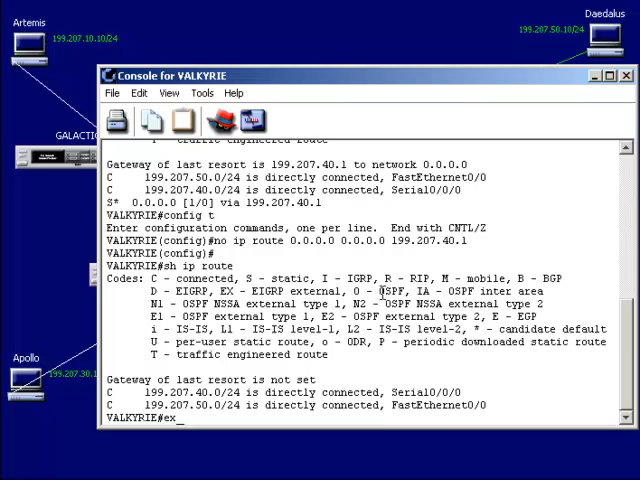 Artemis
199.207.10.10/24
Daedalus
199.207.50.10/24
Console for VALKYRIE
File Edit View Tools Help
GALACTIC
T - traffic engineered route
Gateway of last resort is 199.207.40.1 to network 0.0.0.0
C 199.207.50.0/24 is directly connected, FastEthernet0/0
C 199.207.40.0/24 is directly connected, Serial0/0/0
S* 0.0.0.0 [1/0] via 199.207.40.1
VALKYRIE#config t
Enter configuration commands, one per line. End with CNTL/Z
VALKYRIE(config)#no ip route 0.0.0.0 0.0.0.0 199.207.40.1
VALKYRIE(config)#
VALKYRIE#sh ip route
Codes: C - connected, S - static, I - IGRP, R - RIP, M - mobile, B - BGP
D - EIGRP, EX - EIGRP external, O - OSPF, IA - OSPF inter area
N1 - OSPF NSSA external type 1, N2 - OSPF NSSA external type 2
E1 - OSPF external type 1, E2 - OSPF external type 2, E - EGP
i - IS-IS, L1 - IS-IS level-1, L2 - IS-IS level-2, * - candidate default
U - per-user static route, o - ODR, P - periodic downloaded static route
T - traffic engineered route
Gateway of last resort is not set
C 199.207.40.0/24 is directly connected, Serial0/0/0
C 199.207.50.0/24 is directly connected, FastEthernet0/0
VALKYRIE#ex_
Apollo
199.207.30.1